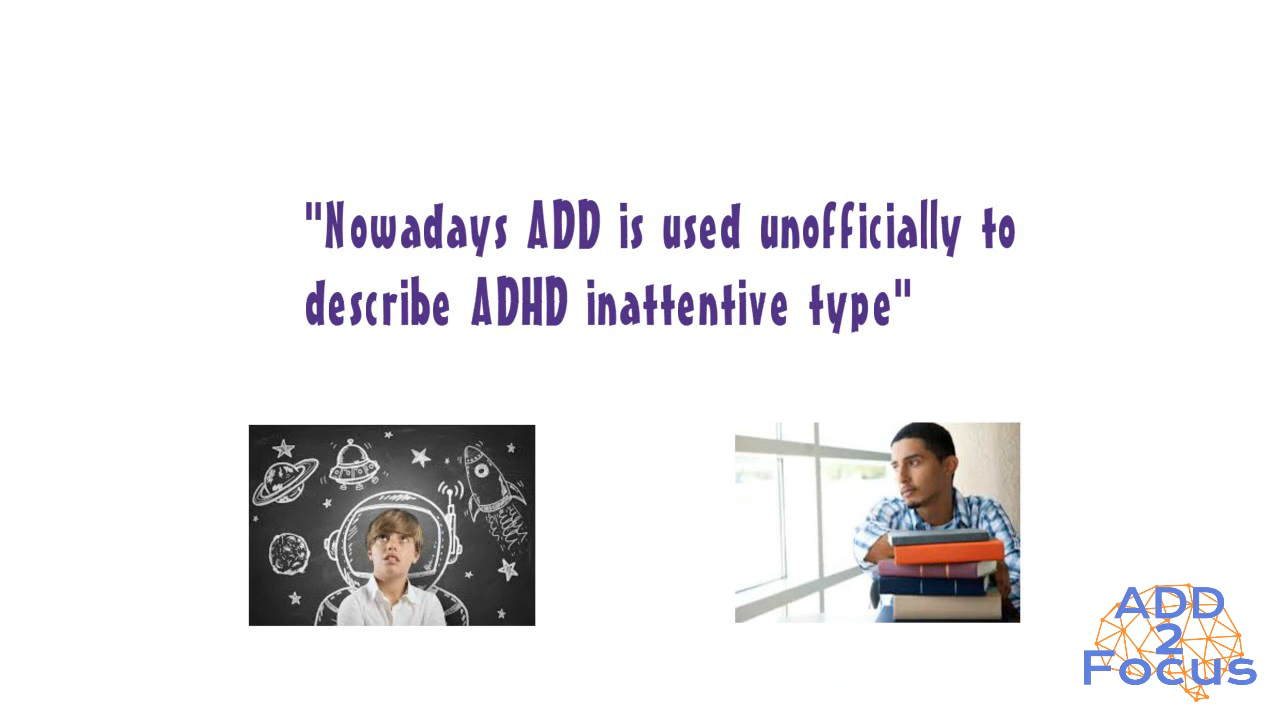 "Nowadays ADD is used unofficially to
describe ADHD inattentive type"
ADD
2
Focus